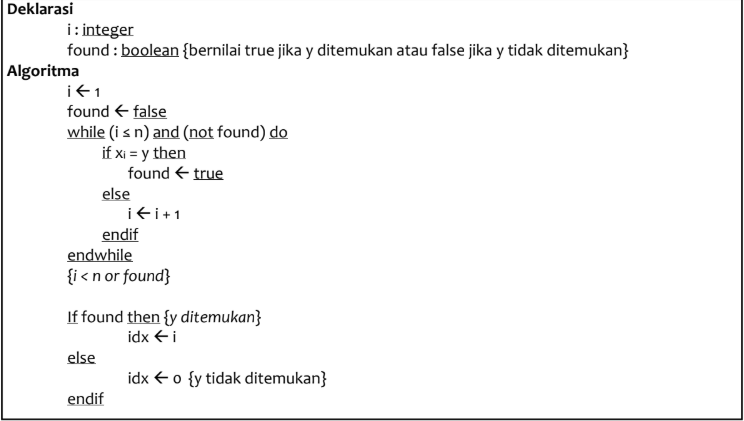 Deklarasi
i : integer
found : boolean {bernilai true jika y ditemukan atau false jika y tidak ditemukan}
Algoritma
i ← 1
found ← false
while (i ≤ n) and (not found) do
if xi = y then
found ← true
else
i ← i + 1
endif
endwhile
{i < n or found}
If found then {y ditemukan}
idx ← i
else
idx ← 0 {y tidak ditemukan}
endif